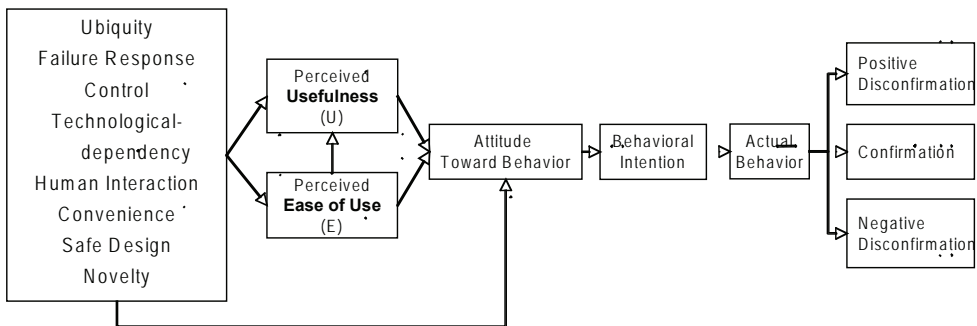 Ubiquity
Failure Response
Control
Technological-
dependency
Human Interaction
Convenience
Safe Design
Novelty
Perceived
Usefulness
(U)
Perceived
Ease of Use
(E)
Attitude
Toward Behavior
Behavioral
Intention
Actual
Behavior
Positive
Disconfirmation
Confirmation
Negative
Disconfirmation